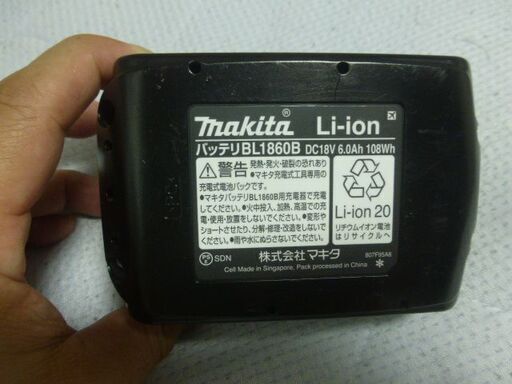 makita® Li-ion
バッテリBL1860B DC18V 6.0Ah 108Wh
⚠警告 発熱・発火・破裂の恐れあり
●マキタ充電式工具専用の
充電式電池パックです。
●マキタバッテリBL1860B用充電器で充電
してください。●火中投入、加熱、高温での充
電・使用・放置をしないでください。●変形や
ショートさせたり、分解・修理・改造しないでく
ださい。●雨や水にぬらさないでください。
Li-ion 20
リチウムイオン電池
はリサイクルへ
PS E SDN 株式会社マキタ
Cell Made in Singapore, Pack processed in China
807F95A8